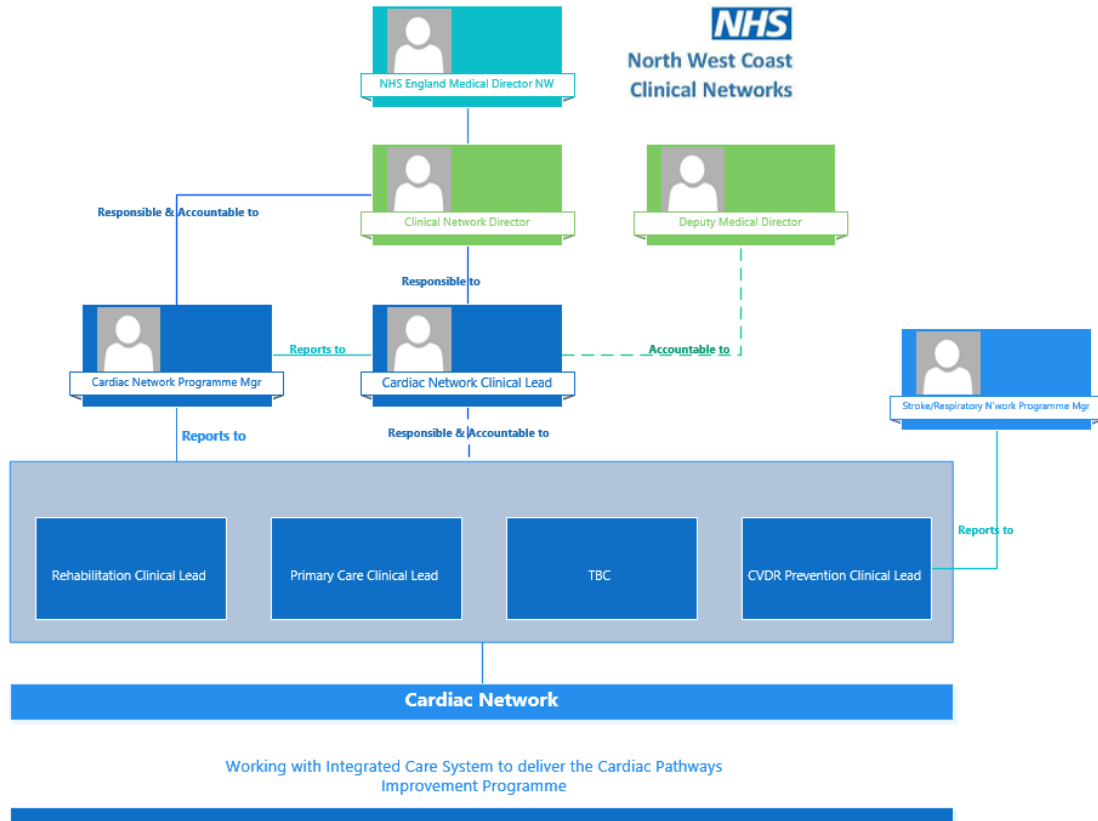 NHS
North West Coast
Clinical Networks
NHS England Medical Director NW
Clinical Network Director
Deputy Medical Director
Responsible & Accountable to
Responsible to
Reports to
Accountable to
Cardiac Network Programme Mgr
Cardiac Network Clinical Lead
Stroke/Respiratory N'work Programme Mgr
Reports to
Responsible & Accountable to
Reports to
Rehabilitation Clinical Lead
Primary Care Clinical Lead
TBC
CVDR Prevention Clinical Lead
Cardiac Network
Working with Integrated Care System to deliver the Cardiac Pathways
Improvement Programme